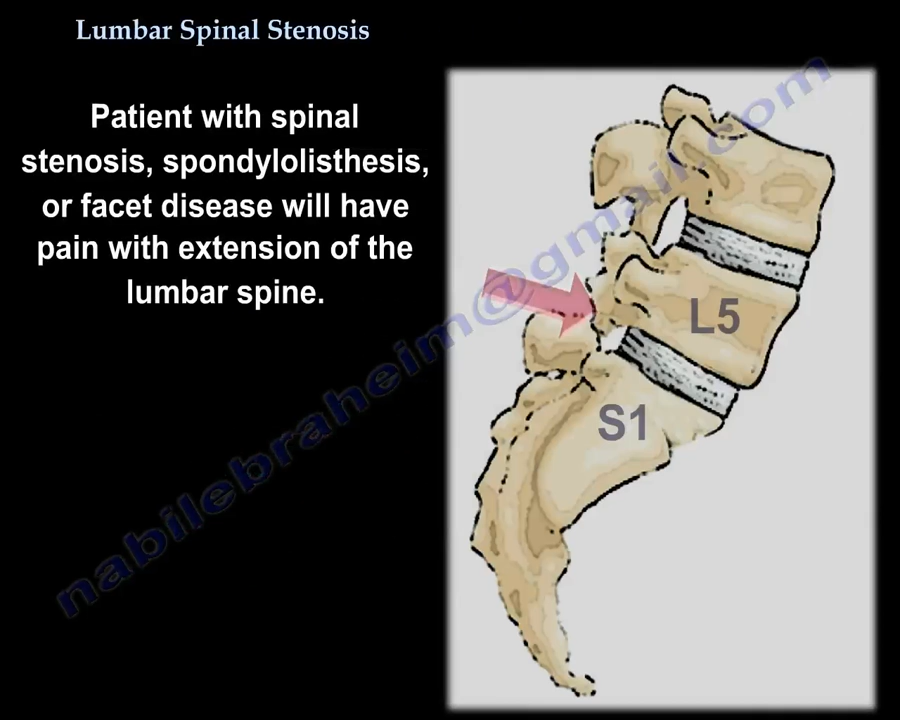 Lumbar Spinal Stenosis
Patient with spinal
stenosis, spondylolisthesis,
or facet disease will have
pain with extension of the
lumbar spine.
L5
S1
nabilebraheim@gmail.com